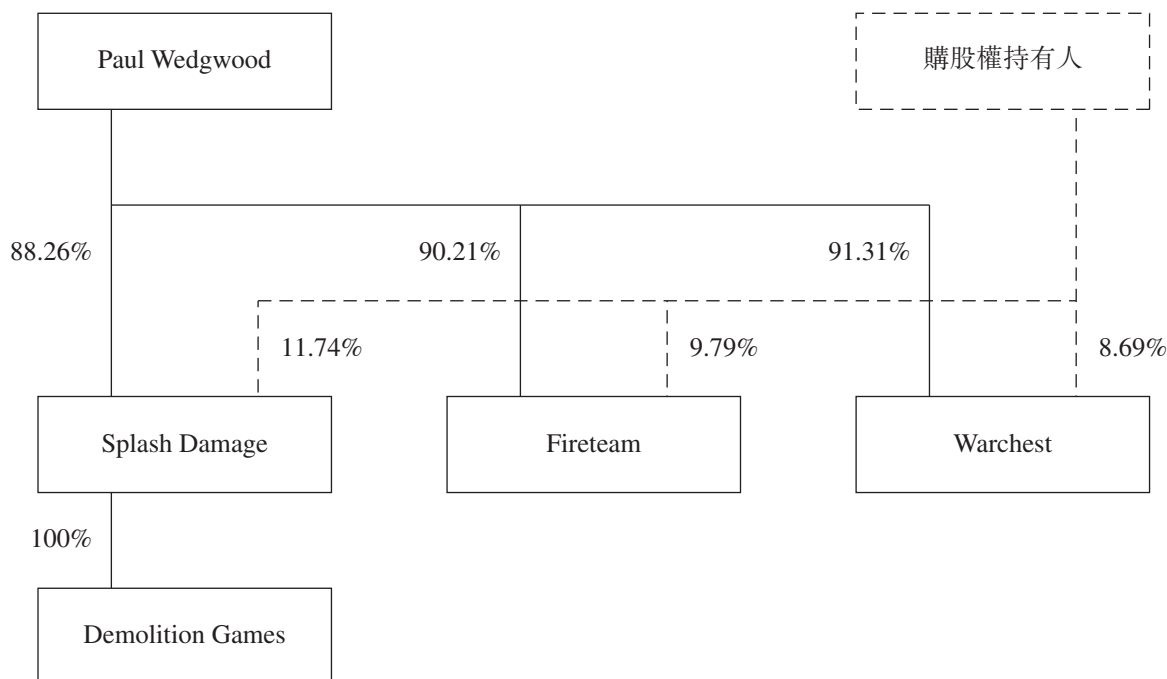 Paul Wedgwood
購股權持有人
88.26%
90.21%
91.31%
11.74%
9.79%
8.69%
Splash Damage
Fireteam
Warchest
100%
Demolition Games